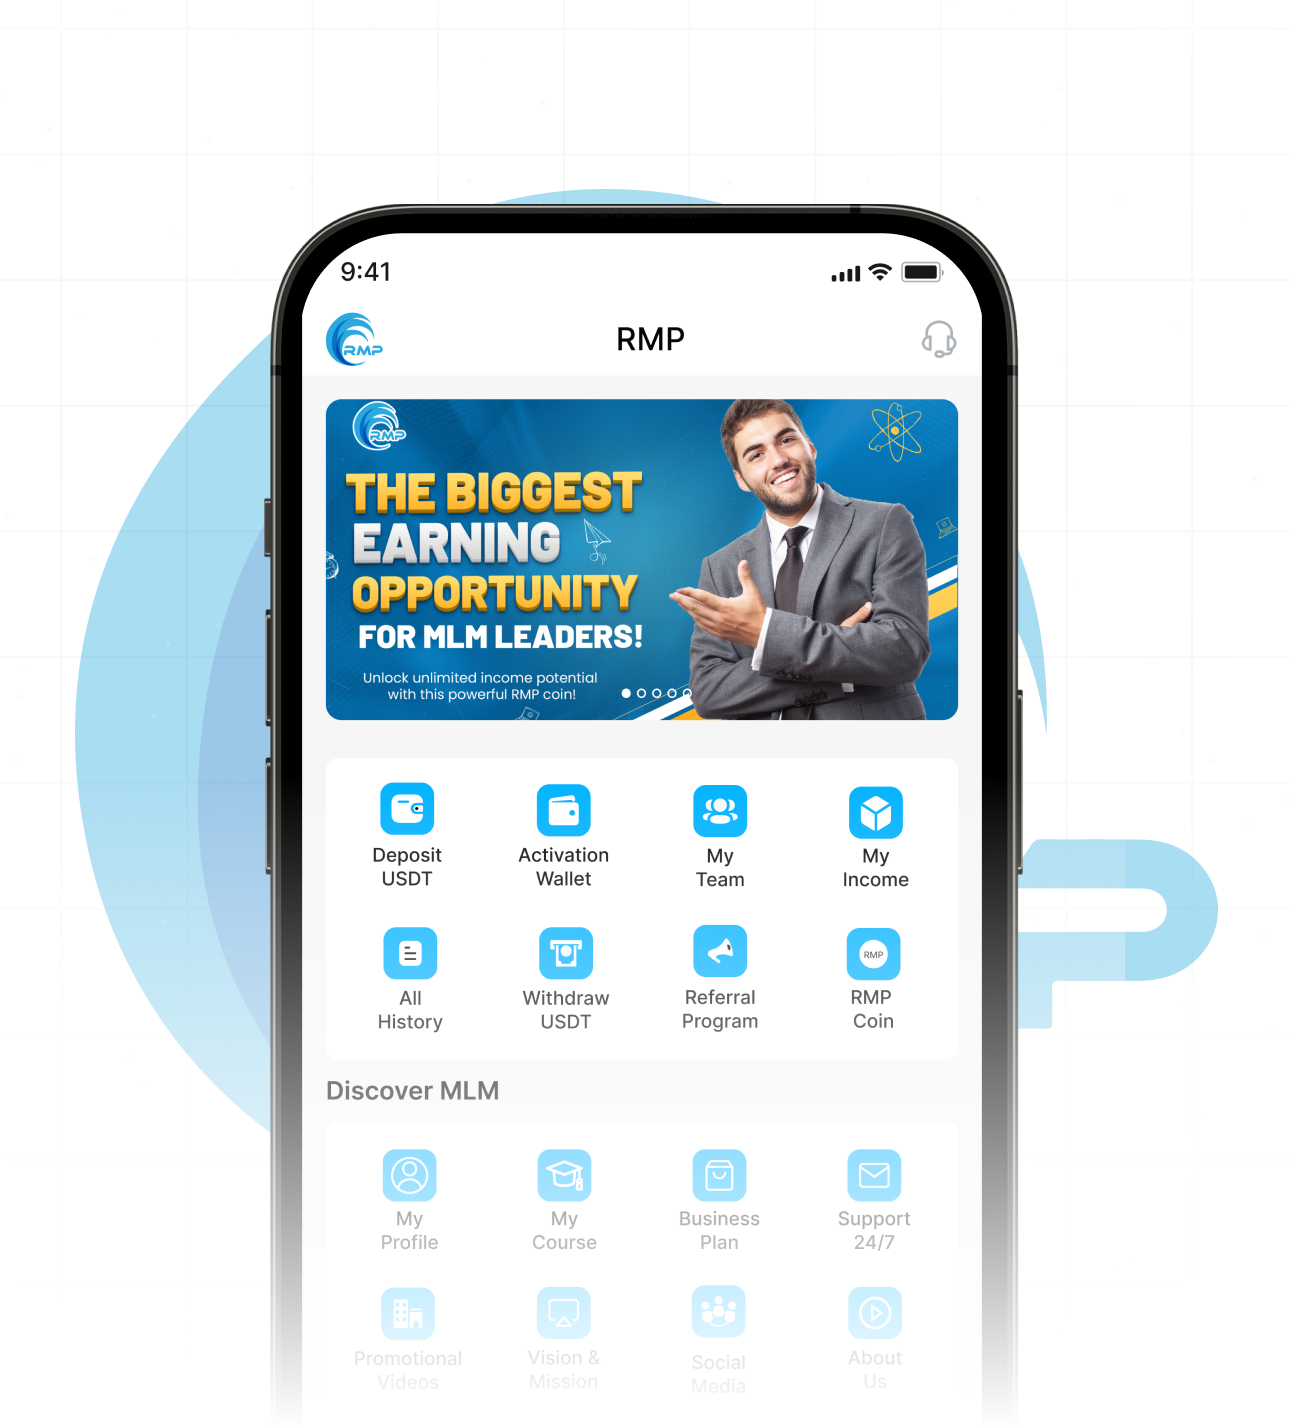 9:41
RMP
RMP
RMP
THE BIGGEST
EARNING
OPPORTUNITY
FOR MLM LEADERS!
Unlock unlimited income potential
with this powerful RMP coin!
Deposit
USDT
Activation
Wallet
My
Team
My
Income
All
History
Withdraw
USDT
Referral
Program
RMP
RMP
Coin
Discover MLM
My
Profile
My
Course
Business
Plan
Support
24/7
Promotional
Videos
Vision &
Mission
Social
Media
About
Us